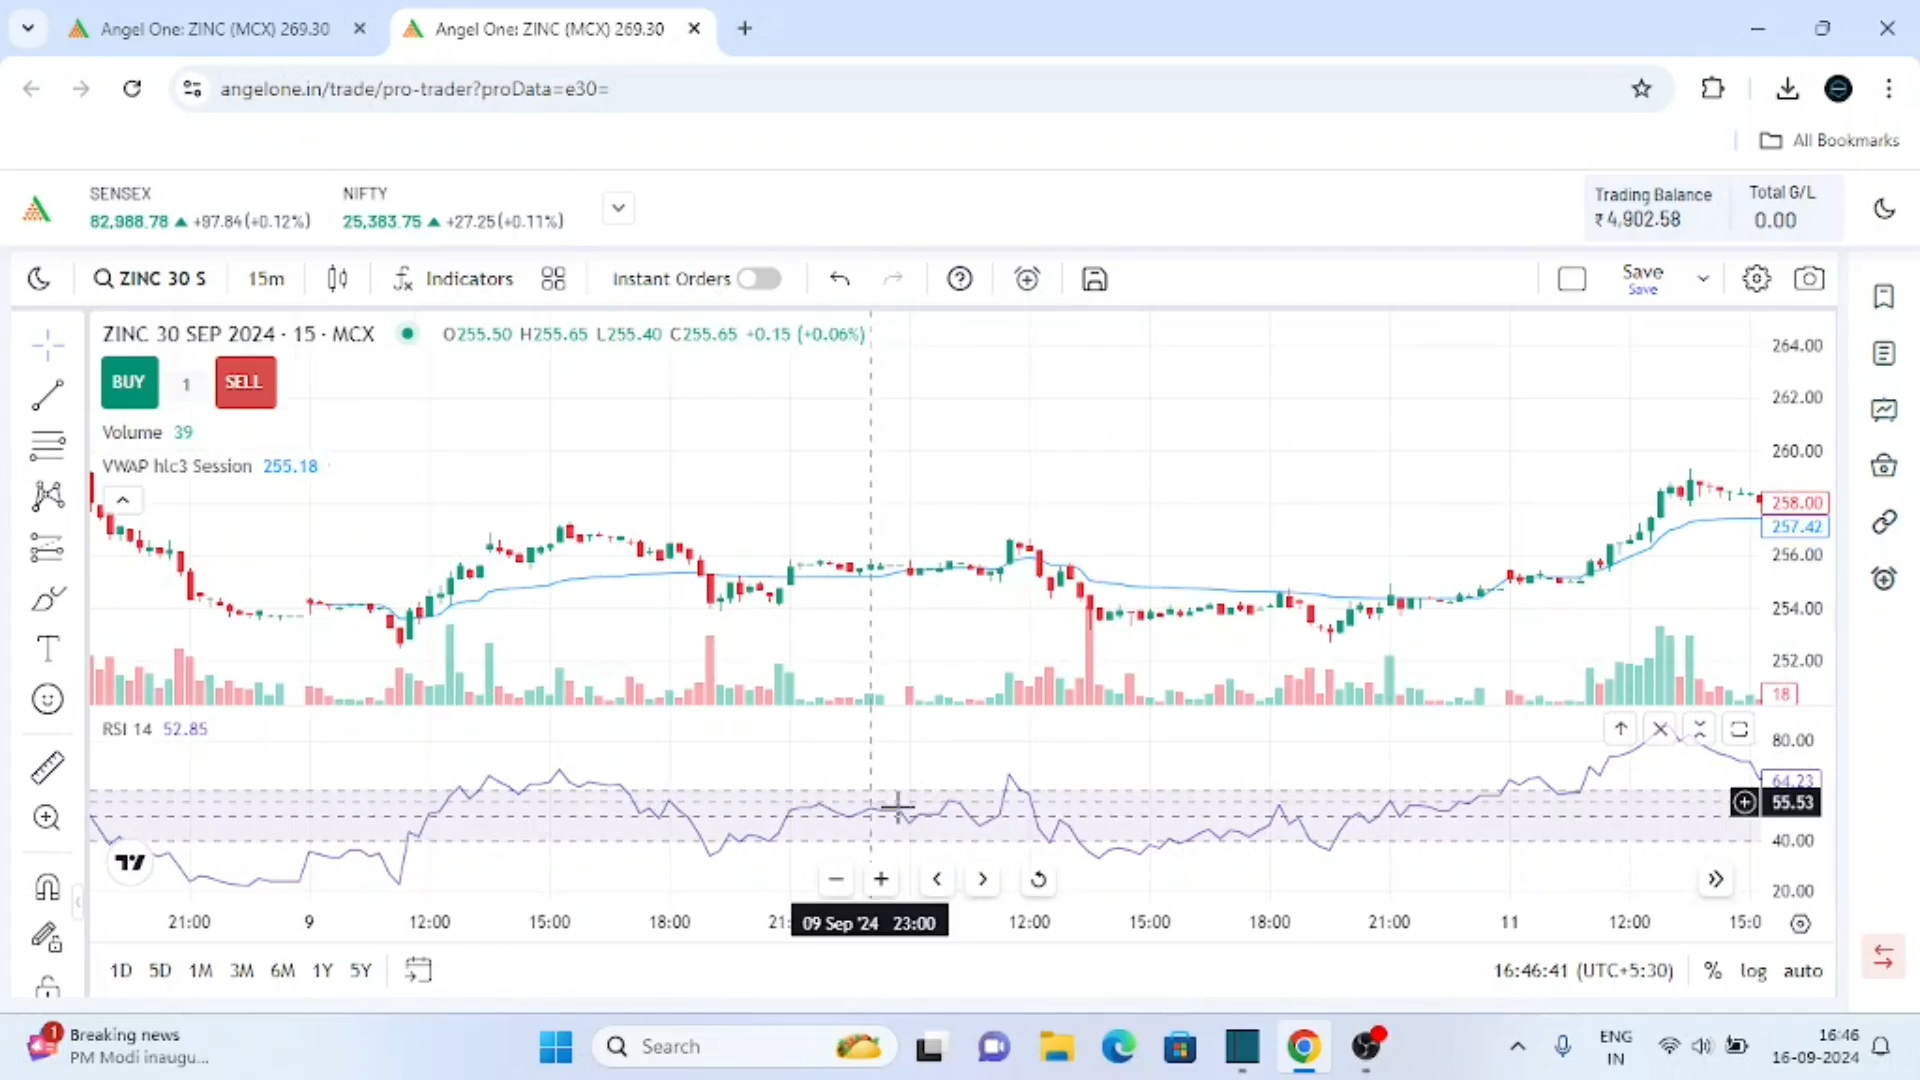 Angel One: ZINC (MCX) 269.30
Angel One: ZINC (MCX) 269.30
angelone.in/trade/pro-trader?proData=e30=
All Bookmarks
SENSEX
82,988.78 ▲ +97.84(+0.12%)
NIFTY
25,383.75 ▲ +27.25(+0.11%)
Trading Balance
₹4,902.58
Total G/L
0.00
ZINC 30 S
15m
Indicators
Instant Orders
Save
Save
ZINC 30 SEP 2024 · 15 · MCX
O255.50 H255.65 L255.40 C255.65 +0.15 (+0.06%)
BUY
1
SELL
Volume 39
VWAP hlc3 Session 255.18
264.00
262.00
260.00
258.00
257.42
256.00
254.00
252.00
18
RSI 14 52.85
80.00
64.23
55.53
40.00
20.00
21:00 9 12:00 15:00 18:00 21: 09 Sep '24 23:00 12:00 15:00 18:00 21:00 11 12:00 15:0
1D 5D 1M 3M 6M 1Y 5Y
16:46:41 (UTC+5:30) % log auto
1
Breaking news
PM Modi inaugu...
Search
ENG
IN
16:46
16-09-2024